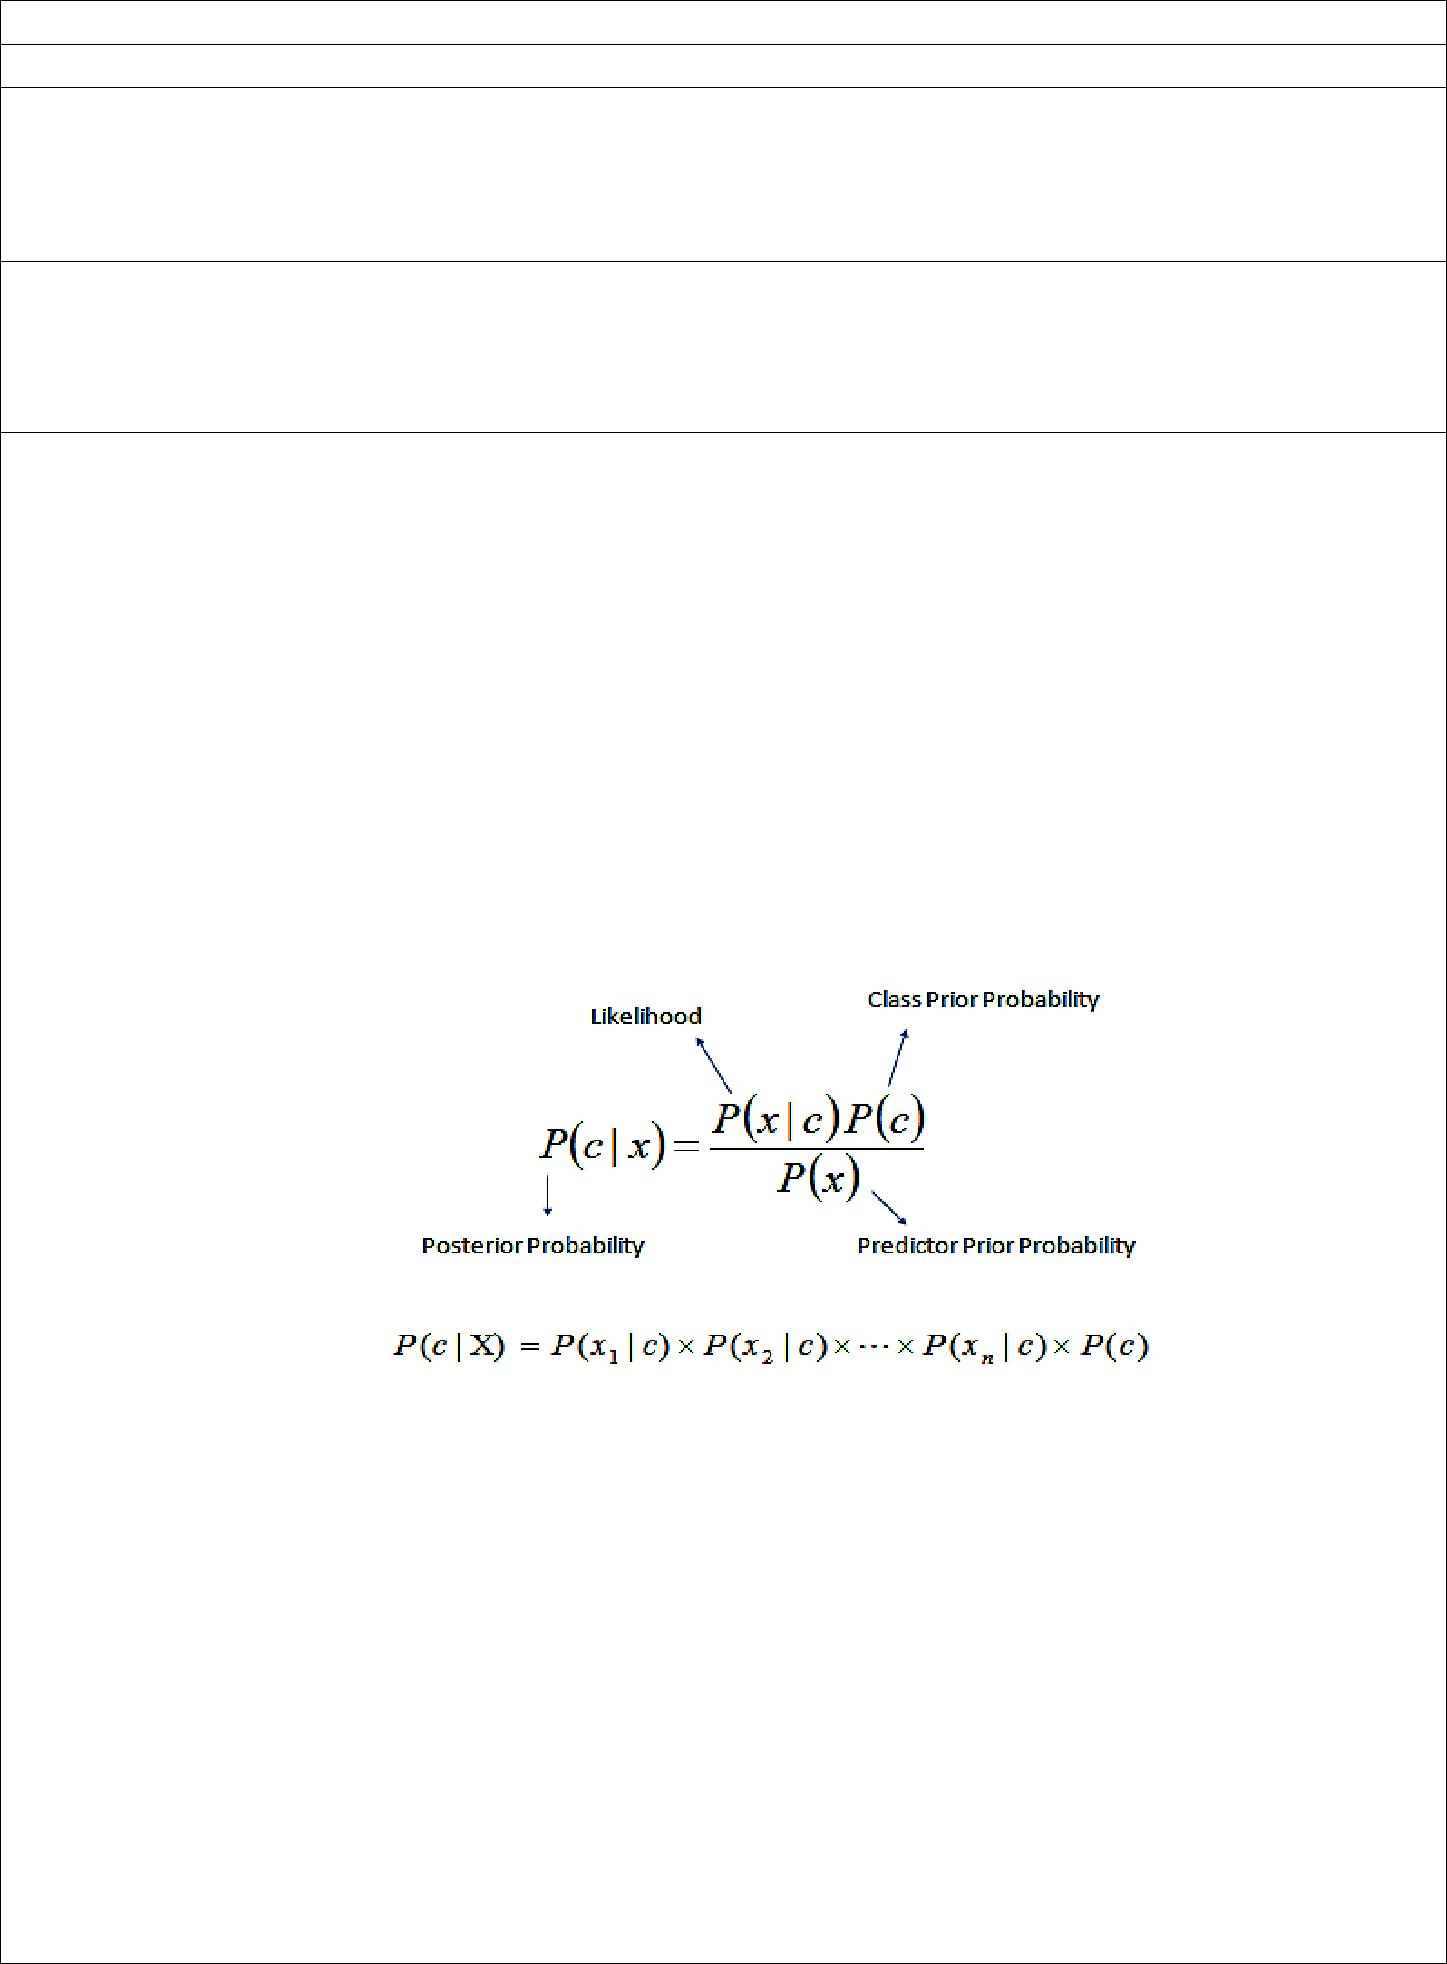 Likelihood
Class Prior Probability
P(c | x) = P(x | c) P(c) / P(x)
Posterior Probability
Predictor Prior Probability
P(c | X) = P(x₁ | c) × P(x₂ | c) × ··· × P(xₙ | c) × P(c)